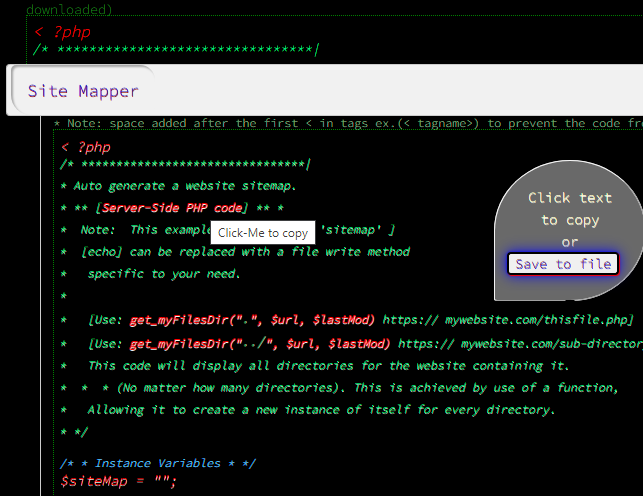 downloaded)
< ?php
/* *********************************|
Site Mapper
* Note: space added after the first < in tags ex.(< tagname>) to prevent the code fro
< ?php
/* ********************************|
* Auto generate a website sitemap.
* ** [Server-Side PHP code] ** *
* Note: This example 'sitemap' ]
Click-Me to copy
* [echo] can be replaced with a file write method
* specific to your need.
*
* [Use: get_myFilesDir(".", $url, $lastMod) https:// mywebsite.com/thisfile.php]
* [Use: get_myFilesDir("../", $url, $lastMod) https:// mywebsite.com/sub-director
* This code will display all directories for the website containing it.
* * * (No matter how many directories). This is achieved by use of a function,
* Allowing it to create a new instance of itself for every directory.
* */
/* * Instance Variables * */
$siteMap = "";
Click text
to copy
or
Save to file